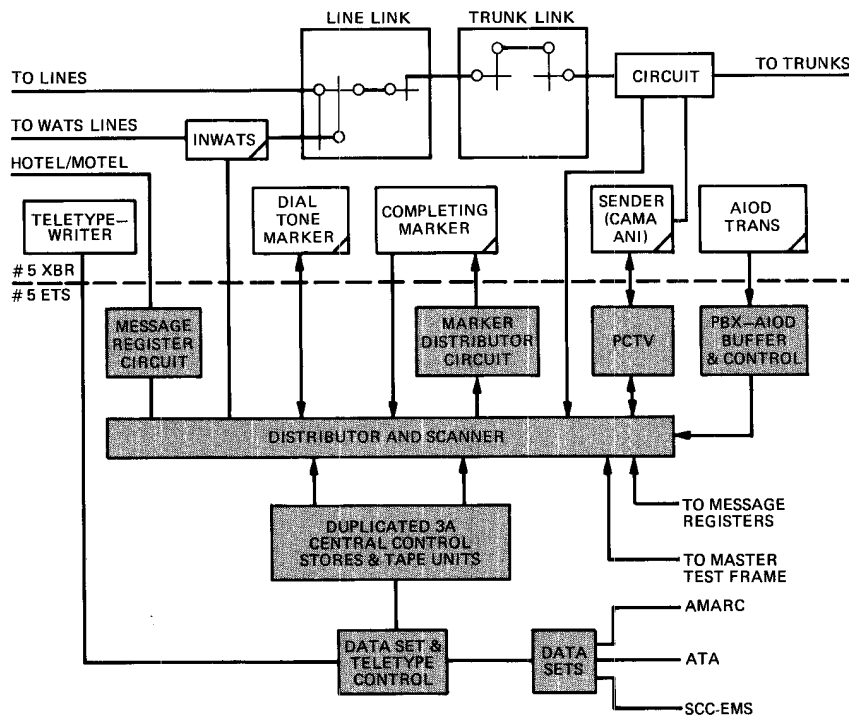 LINE LINK
TRUNK LINK
TO LINES
CIRCUIT
TO TRUNKS
TO WATS LINES
INWATS
HOTEL/MOTEL
TELETYPE—
WRITER
DIAL
TONE
MARKER
COMPLETING
MARKER
SENDER
(CAMA
ANI)
AIOD
TRANS
# 5 XBR
# 5 ETS
MESSAGE
REGISTER
CIRCUIT
MARKER
DISTRIBUTOR
CIRCUIT
PCTV
PBX—AIOD
BUFFER
& CONTROL
DISTRIBUTOR AND SCANNER
DUPLICATED 3A
CENTRAL CONTROL
STORES & TAPE UNITS
TO MESSAGE
REGISTERS
TO MASTER
TEST FRAME
DATA SET &
TELETYPE
CONTROL
DATA
SETS
AMARC
ATA
SCC-EMS